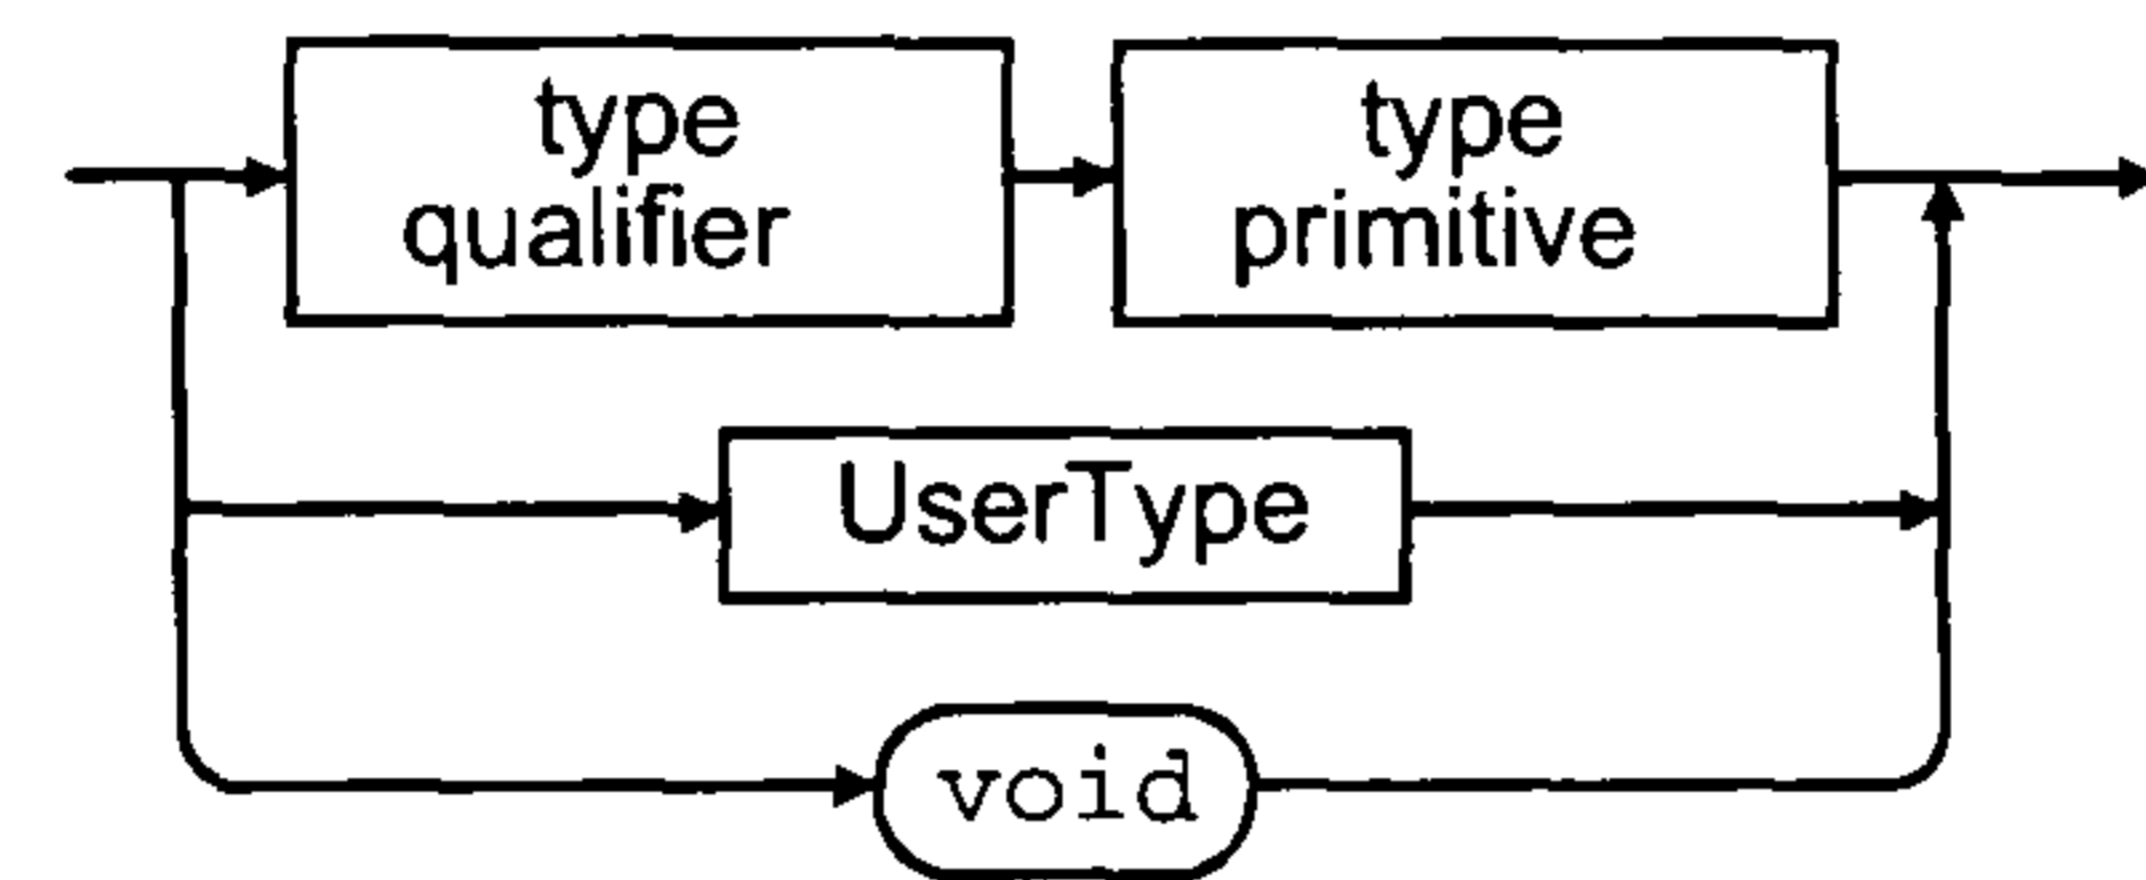 type
qualifier
type
primitive
UserType
void